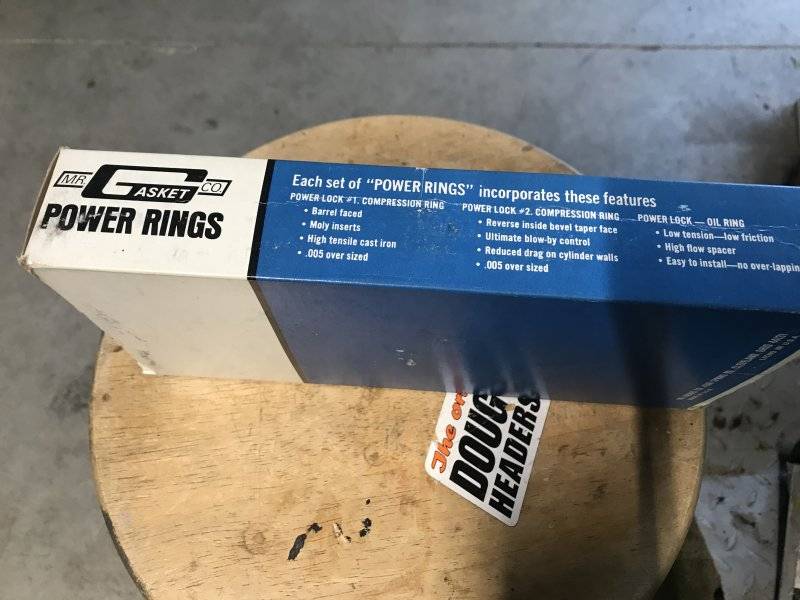 MR GASKET CO.
POWER RINGS
Each set of "POWER RINGS" incorporates these features
POWER LOCK #1. COMPRESSION RING
• Barrel faced
• Moly inserts
• High tensile cast iron
• .005 over sized
POWER LOCK #2. COMPRESSION RING
• Reverse inside bevel taper face
• Ultimate blow-by control
• Reduced drag on cylinder walls
• .005 over sized
POWER LOCK — OIL RING
• Low tension—low friction
• High flow spacer
• Easy to install—no over-lappin
The
DOUG
HEADERS